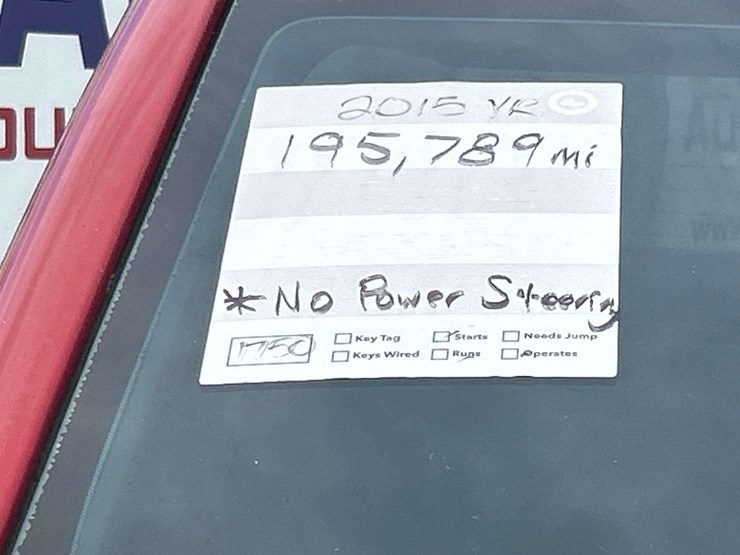 2015 YR
195,789 mi
* No Power Steering
1750
Key Tag
Starts
Needs Jump
Keys Wired
Runs
Operates